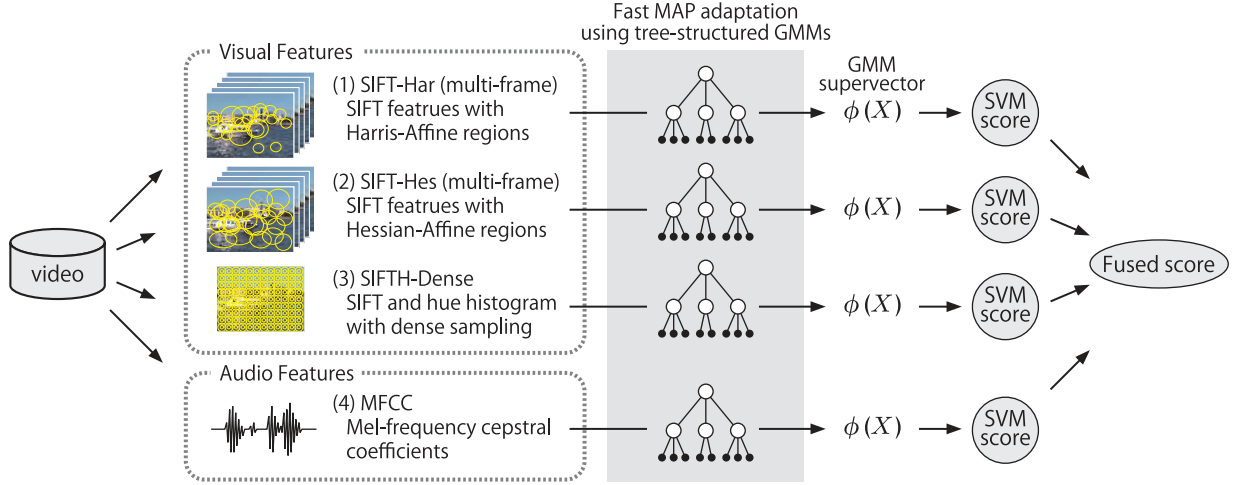 Fast MAP adaptation
using tree-structured GMMs
Visual Features
(1) SIFT-Har (multi-frame)
SIFT featrues with
Harris-Affine regions
GMM
supervector
ϕ(X)
SVM
score
(2) SIFT-Hes (multi-frame)
SIFT featrues with
Hessian-Affine regions
ϕ(X)
SVM
score
video
Fused score
(3) SIFTH-Dense
SIFT and hue histogram
with dense sampling
ϕ(X)
SVM
score
Audio Features
(4) MFCC
Mel-frequency cepstral
coefficients
ϕ(X)
SVM
score